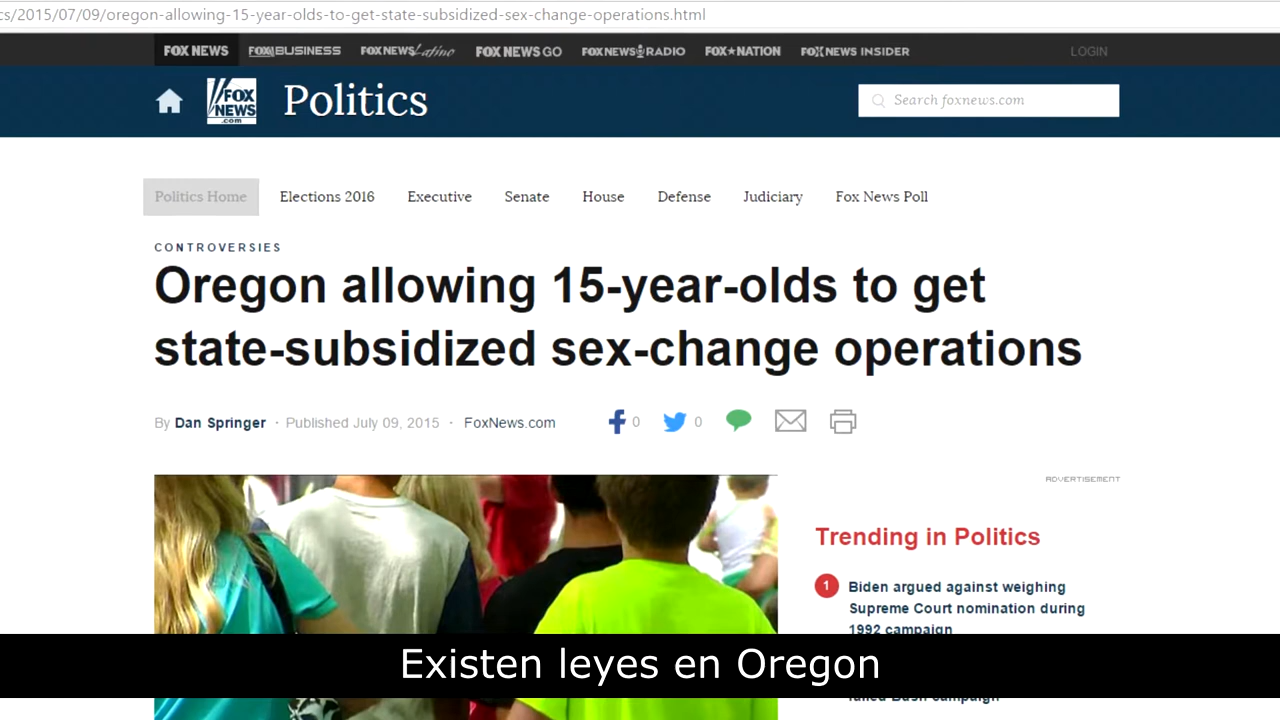 cs/2015/07/09/oregon-allowing-15-year-olds-to-get-state-subsidized-sex-change-operations.html
FOX NEWS FOX BUSINESS FOX NEWS Latino FOX NEWS GO FOX NEWS RADIO FOX★NATION FOX NEWS INSIDER LOGIN
FOX NEWS .com Politics Search foxnews.com
Politics Home Elections 2016 Executive Senate House Defense Judiciary Fox News Poll
CONTROVERSIES
Oregon allowing 15-year-olds to get
state-subsidized sex-change operations
By Dan Springer · Published July 09, 2015 · FoxNews.com 0 0
ADVERTISEMENT
Trending in Politics
1 Biden argued against weighing
Supreme Court nomination during
1992 campaign
Existen leyes en Oregon